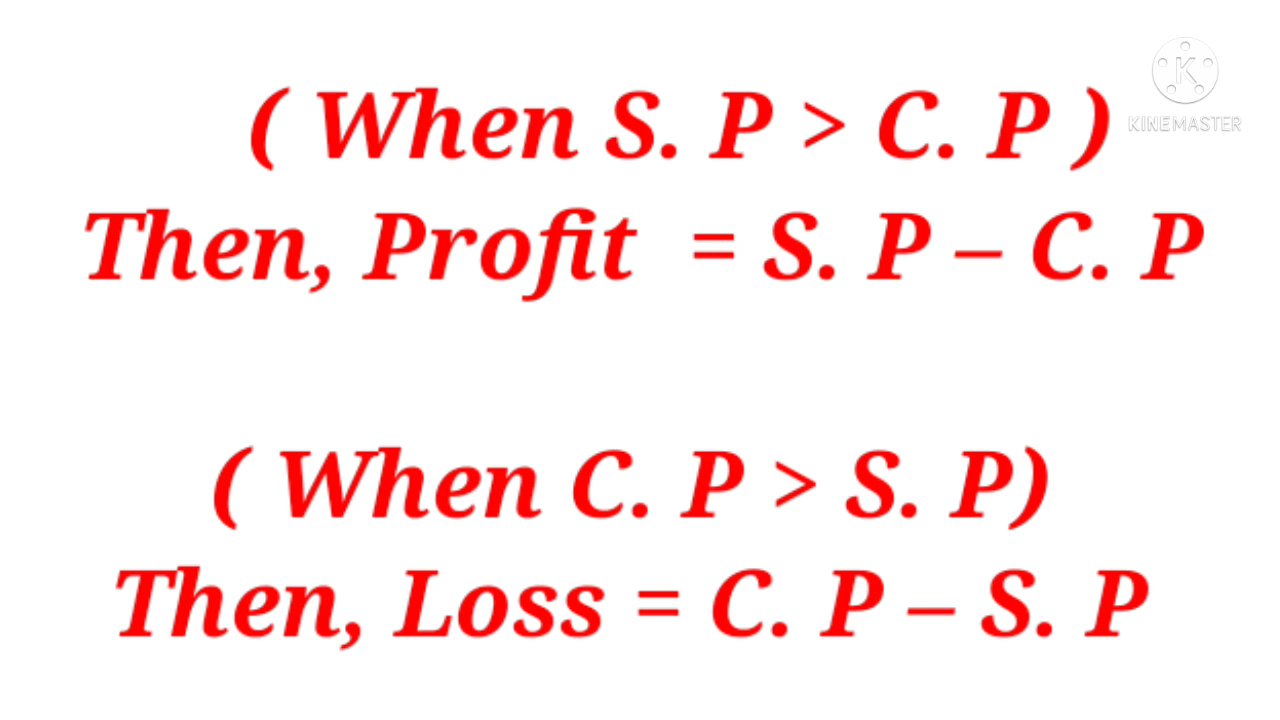 ( When S. P > C. P )
K
KINEMASTER
Then, Profit = S. P – C. P
( When C. P > S. P)
Then, Loss = C. P – S. P